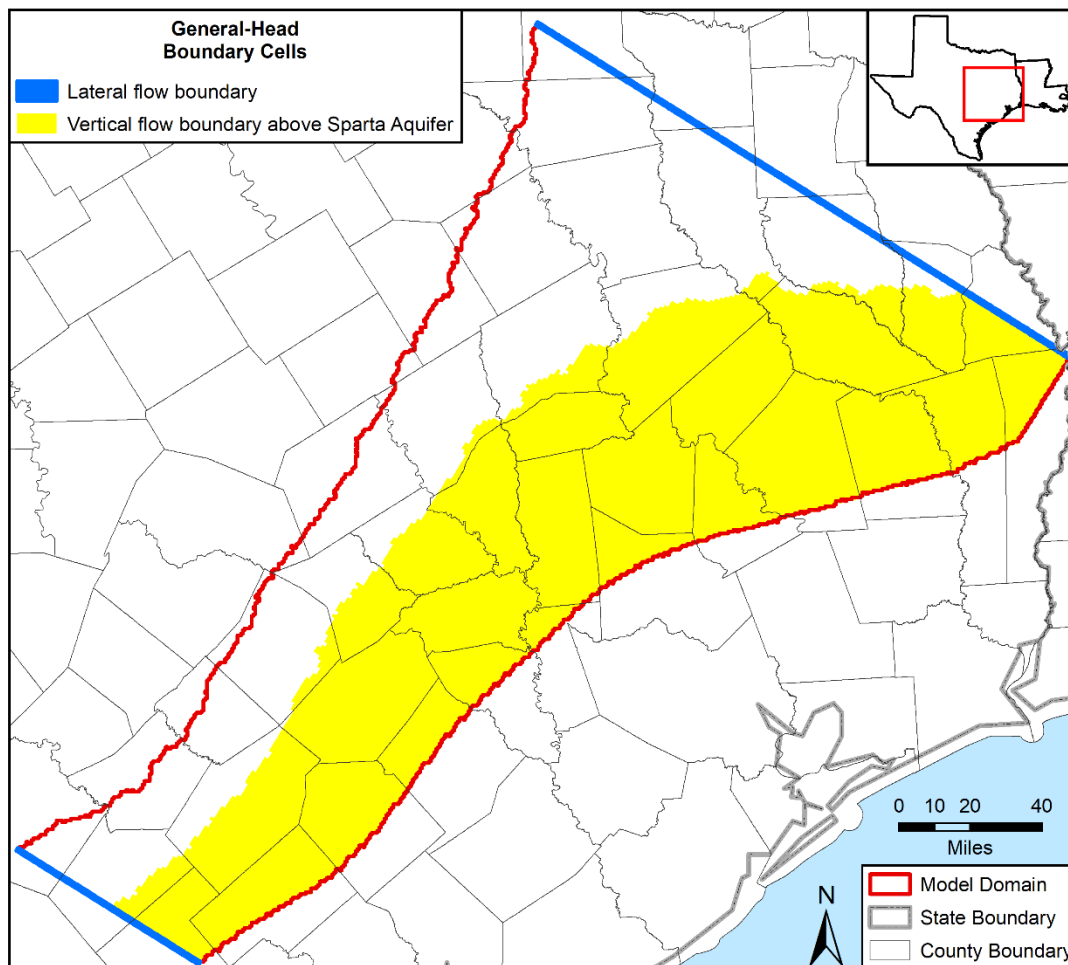 General-Head
Boundary Cells
Lateral flow boundary
Vertical flow boundary above Sparta Aquifer
0 10 20 40
Miles
N
Model Domain
State Boundary
County Boundary